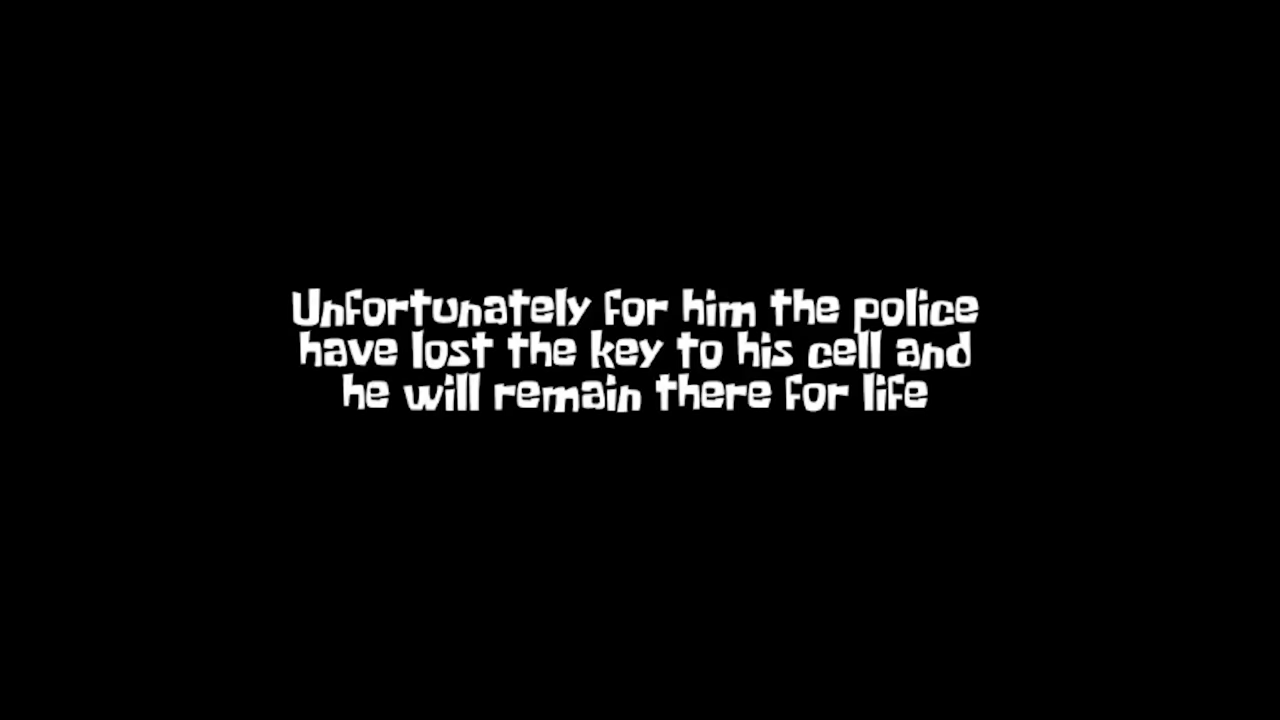 Unfortunately for him the police
have lost the key to his cell and
he will remain there for life